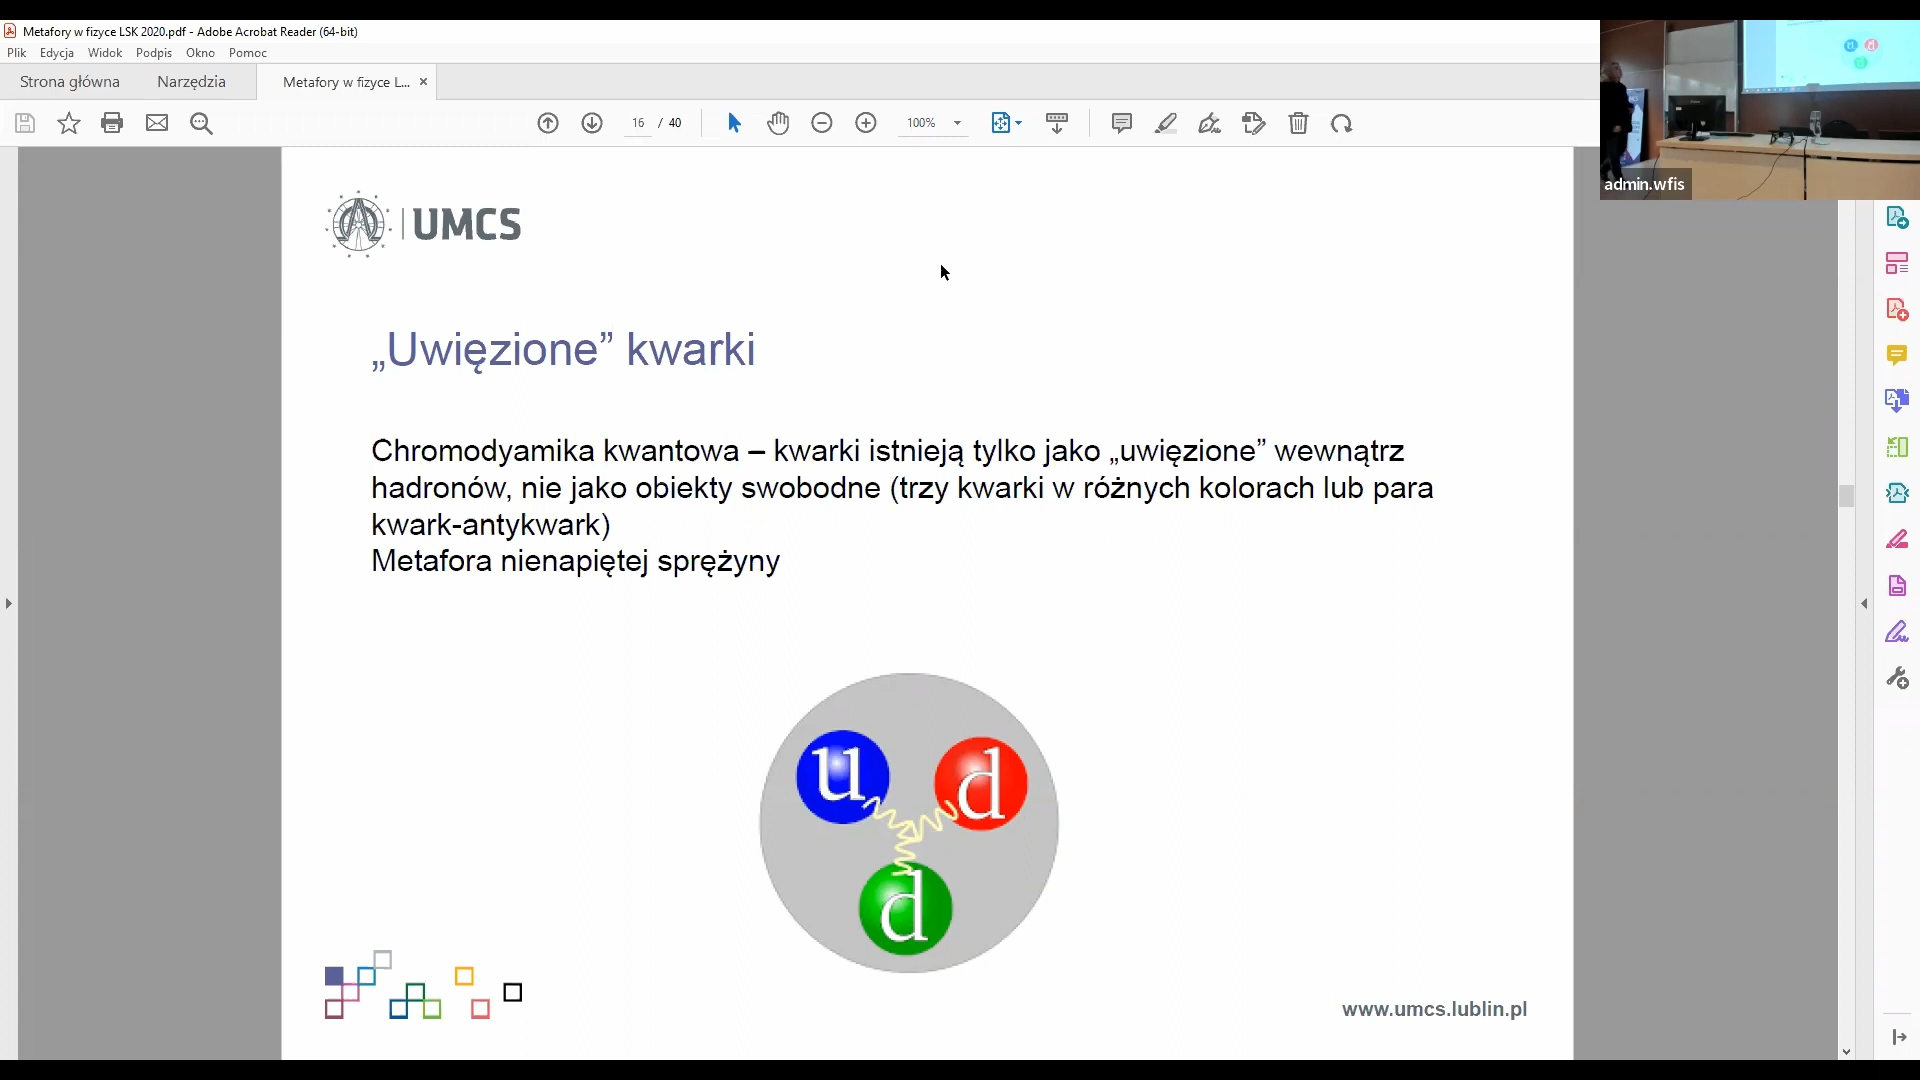 Metafory w fizyce LSK 2020.pdf - Adobe Acrobat Reader (64-bit)
Plik Edycja Widok Podpis Okno Pomoc
Strona główna Narzędzia Metafory w fizyce L... ×
16 / 40 100%
admin.wfis
UMCS
„Uwięzione” kwarki
Chromodyamika kwantowa – kwarki istnieją tylko jako „uwięzione” wewnątrz
hadronów, nie jako obiekty swobodne (trzy kwarki w różnych kolorach lub para
kwark-antykwark)
Metafora nienapiętej sprężyny
u d
d
www.umcs.lublin.pl